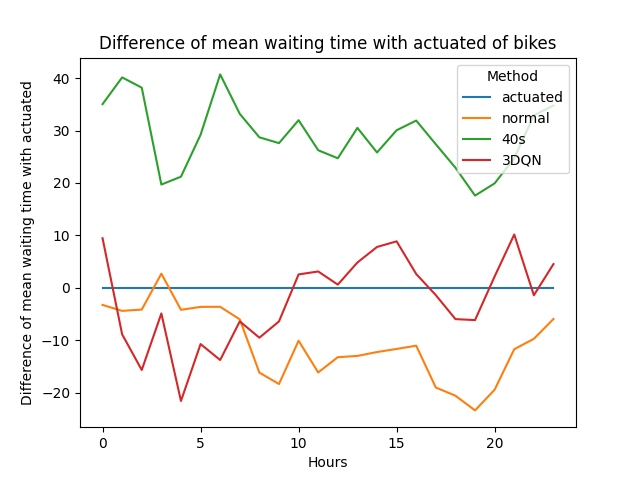 Difference of mean waiting time with actuated of bikes
Difference of mean waiting time with actuated
40
30
20
10
0
−10
−20
Method
actuated
normal
40s
3DQN
0
5
10
15
20
Hours